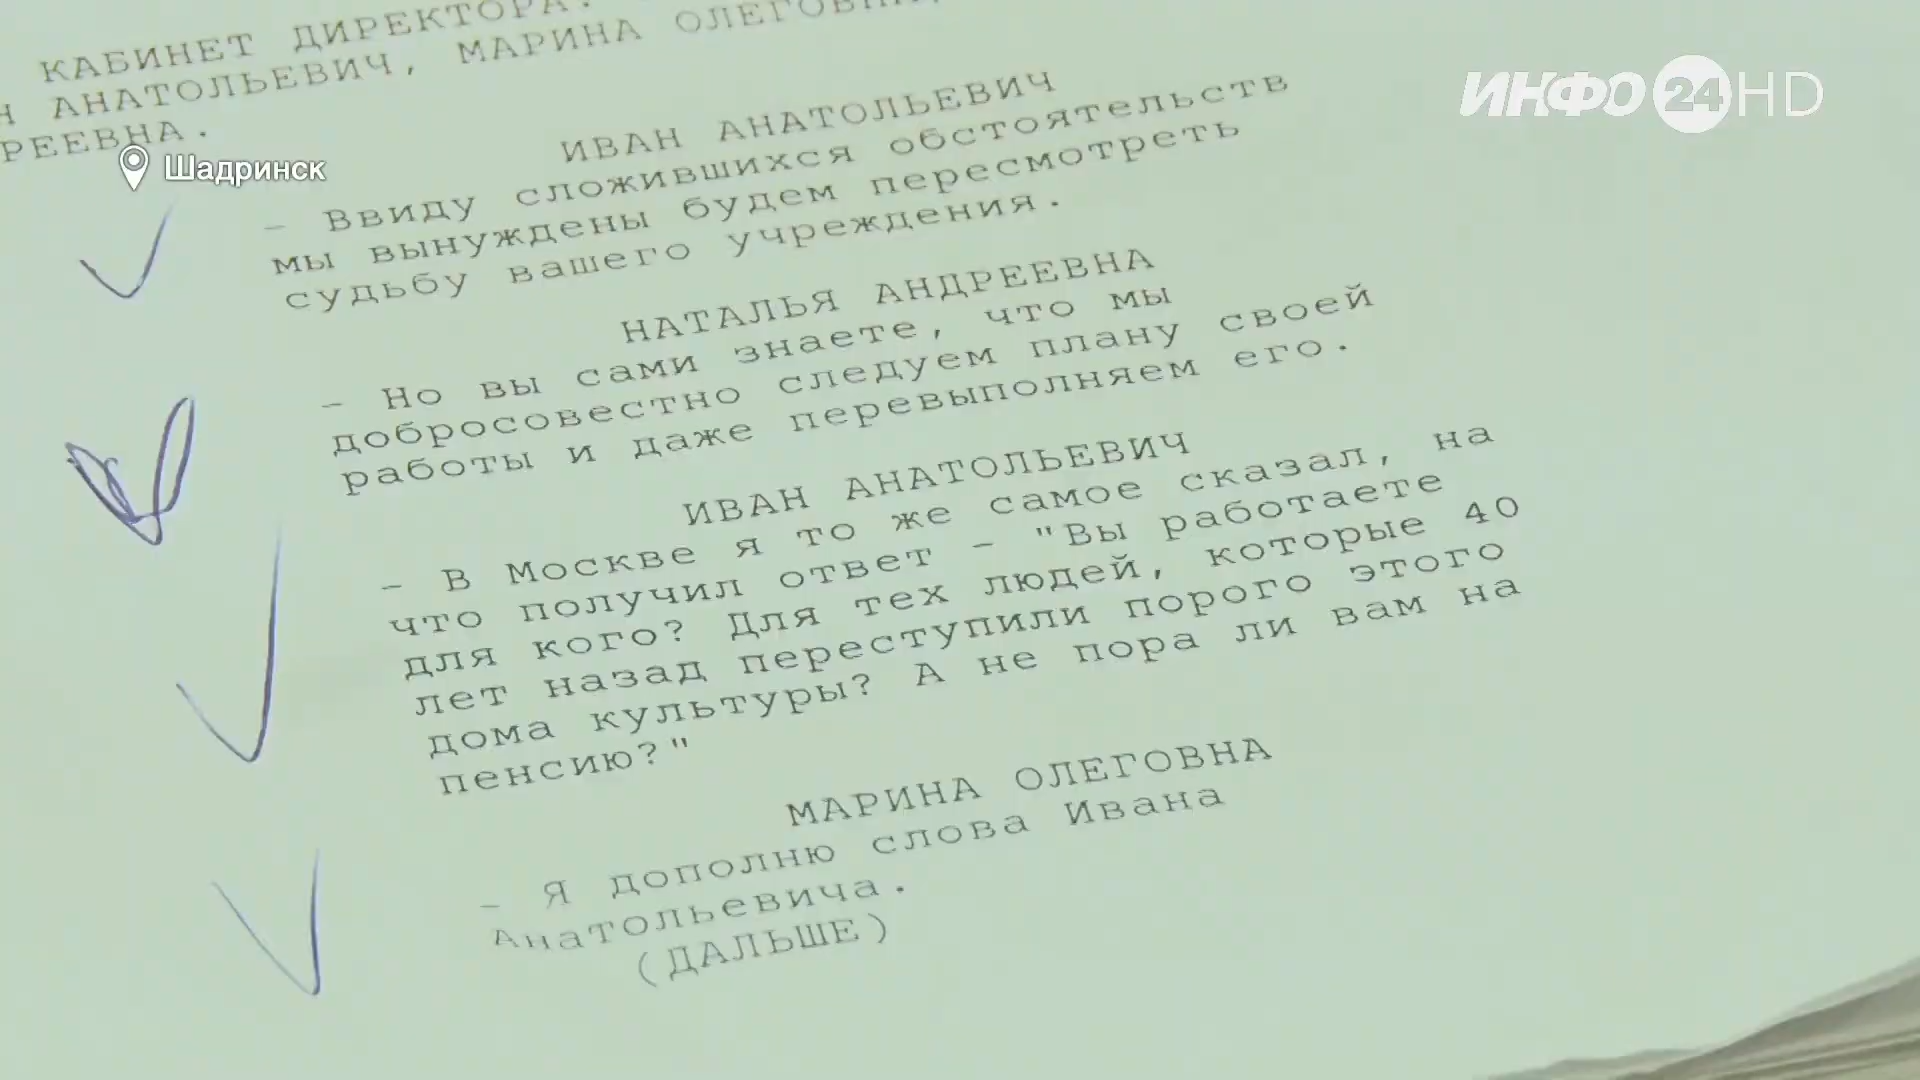 КАБИНЕТ ДИРЕКТОРА.
Н АНАТОЛЬЕВИЧ, МАРИНА ОЛЕГОВНА,
РЕЕВНА.
ИВАН АНАТОЛЬЕВИЧ
- Ввиду сложившихся обстоятельств
мы вынуждены будем пересмотреть
судьбу вашего учреждения.
НАТАЛЬЯ АНДРЕЕВНА
- Но вы сами знаете, что мы
добросовестно следуем плану своей
работы и даже перевыполняем его.
ИВАН АНАТОЛЬЕВИЧ
- В Москве я то же самое сказал, на
что получил ответ - "Вы работаете
для кого? Для тех людей, которые 40
лет назад переступили порого этого
дома культуры? А не пора ли вам на
пенсию?"
МАРИНА ОЛЕГОВНА
- Я дополню слова Ивана
Анатольевича.
(ДАЛЬШЕ)
Шадринск
ИНФО 24 HD